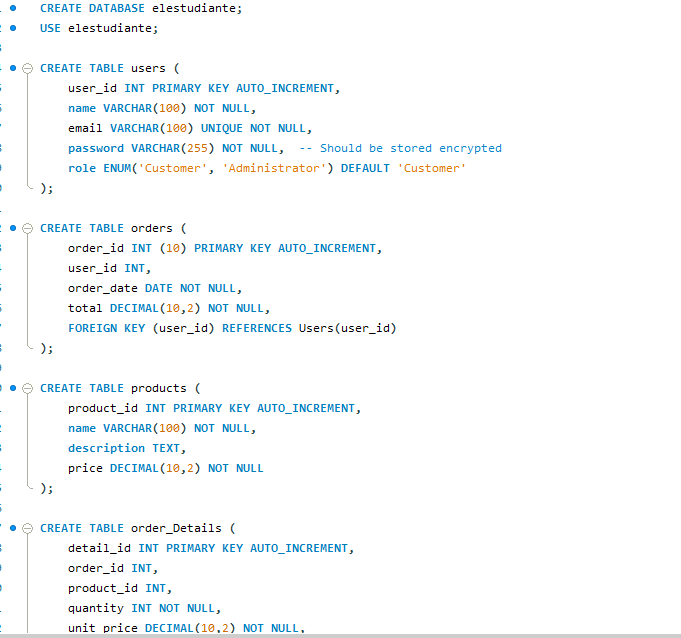 CREATE DATABASE elestudiante;
USE elestudiante;
CREATE TABLE users (
user_id INT PRIMARY KEY AUTO_INCREMENT,
name VARCHAR(100) NOT NULL,
email VARCHAR(100) UNIQUE NOT NULL,
password VARCHAR(255) NOT NULL,  -- Should be stored encrypted
role ENUM('Customer', 'Administrator') DEFAULT 'Customer'
);
CREATE TABLE orders (
order_id INT (10) PRIMARY KEY AUTO_INCREMENT,
user_id INT,
order_date DATE NOT NULL,
total DECIMAL(10,2) NOT NULL,
FOREIGN KEY (user_id) REFERENCES Users(user_id)
);
CREATE TABLE products (
product_id INT PRIMARY KEY AUTO_INCREMENT,
name VARCHAR(100) NOT NULL,
description TEXT,
price DECIMAL(10,2) NOT NULL
);
CREATE TABLE order_Details (
detail_id INT PRIMARY KEY AUTO_INCREMENT,
order_id INT,
product_id INT,
quantity INT NOT NULL,
unit_price DECIMAL(10,2) NOT NULL,